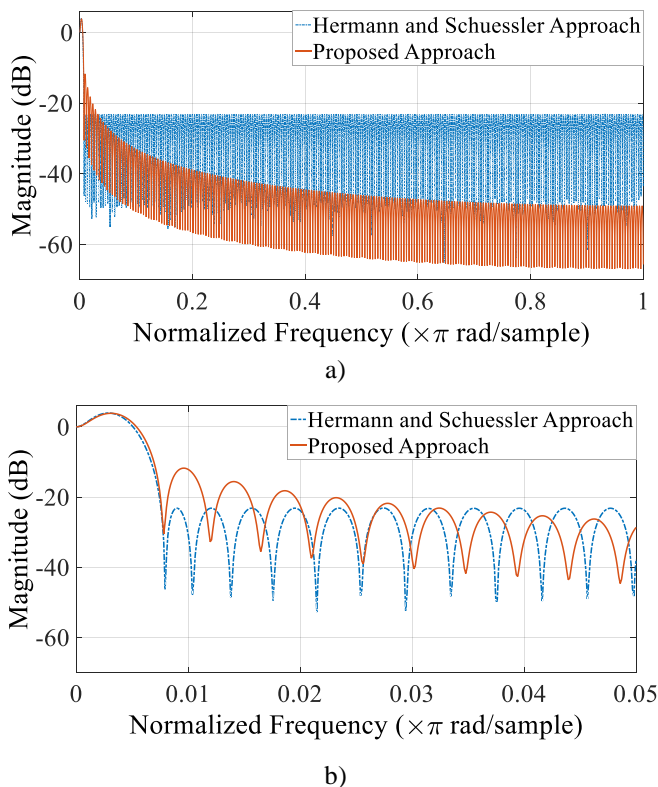 Hermann and Schuessler Approach
Proposed Approach
Magnitude (dB)
0
-20
-40
-60
0
0.2
0.4
0.6
0.8
1
Normalized Frequency (×π rad/sample)
a)
Hermann and Schuessler Approach
Proposed Approach
Magnitude (dB)
0
-20
-40
-60
0
0.01
0.02
0.03
0.04
0.05
Normalized Frequency (×π rad/sample)
b)